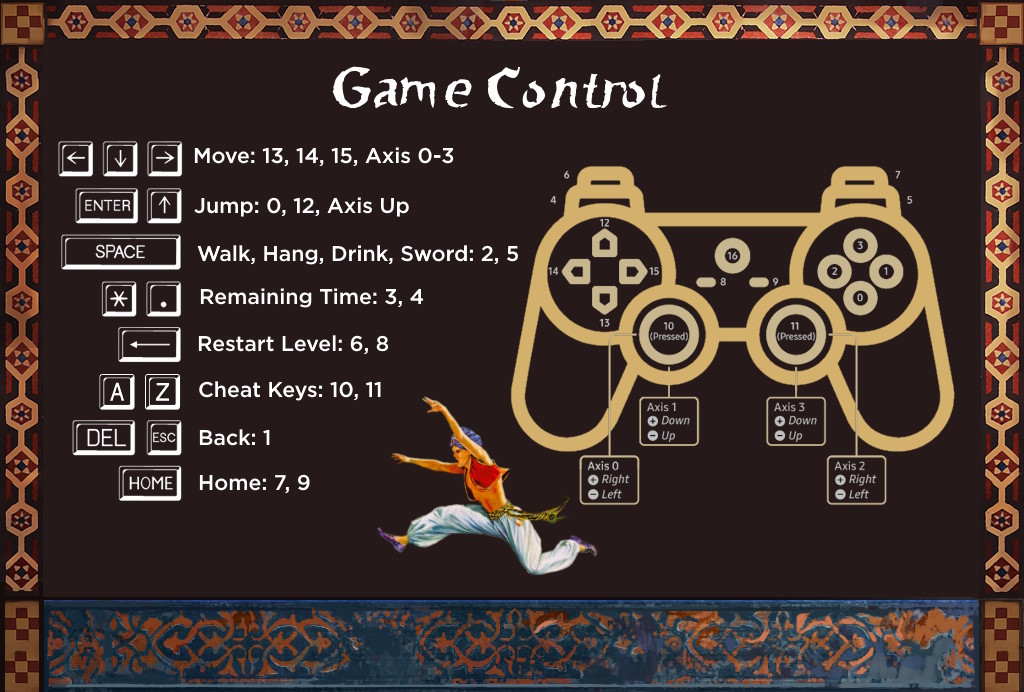 Game Control
← ↓ → Move: 13, 14, 15, Axis 0-3
ENTER ↑ Jump: 0, 12, Axis Up
SPACE Walk, Hang, Drink, Sword: 2, 5
* . Remaining Time: 3, 4
← Restart Level: 6, 8
A Z Cheat Keys: 10, 11
DEL ESC Back: 1
HOME Home: 7, 9
6
7
4
5
12
3
16
14
15
2
1
8
9
0
13
10
(Pressed)
11
(Pressed)
Axis 1
+ Down
− Up
Axis 3
+ Down
− Up
Axis 0
+ Right
− Left
Axis 2
+ Right
− Left